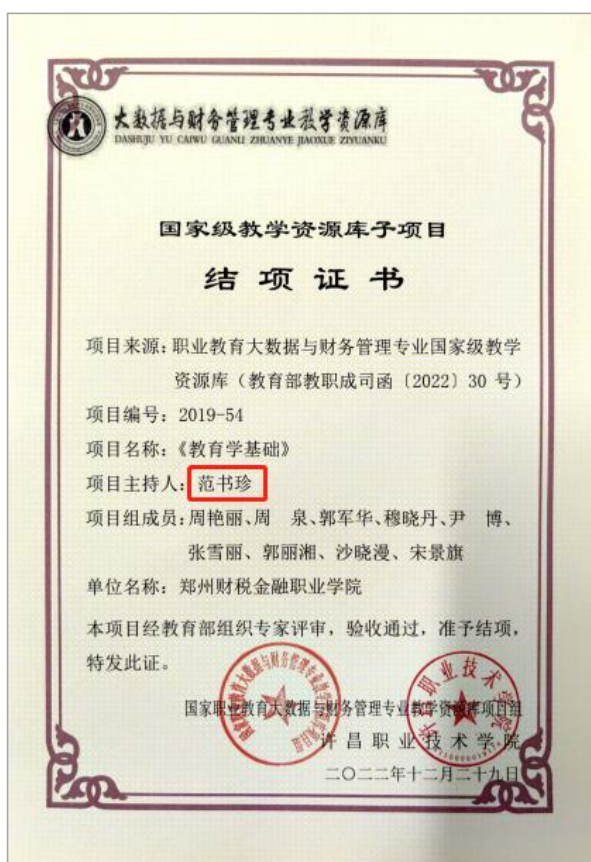 大数据与财务管理专业教学资源库
DASHUJU YU CAIWU GUANLI ZHUANYE JIAOXUE ZIYUANKU
国家级教学资源库子项目
结项证书
项目来源:职业教育大数据与财务管理专业国家级教学
资源库(教育部教职成司函〔2022〕30 号)
项目编号:2019-54
项目名称:《教育学基础》
项目主持人:范书珍
项目组成员:周艳丽、周 泉、郭军华、穆晓丹、尹 博、
张雪丽、郭丽湘、沙晓漫、宋景旗
单位名称:郑州财税金融职业学院
本项目经教育部组织专家评审,验收通过,准予结项,
特发此证。
国家职业教育大数据与财务管理专业教学资源库项目组
许昌职业技术学院
二〇二二年十二月二十九日